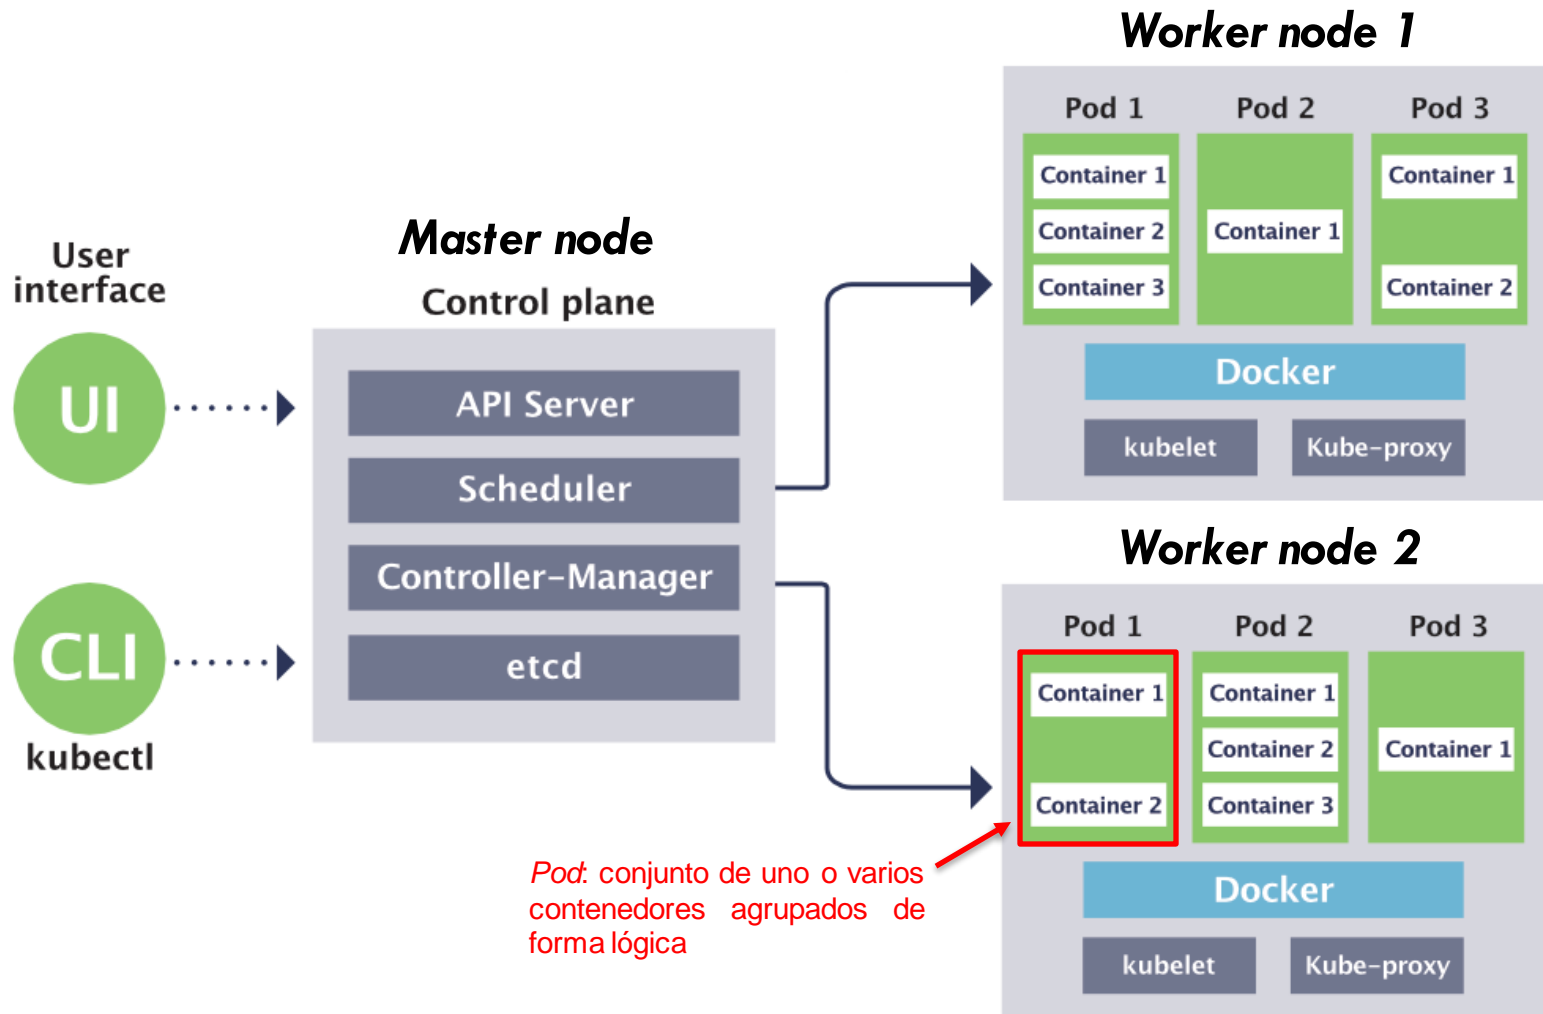 User
interface
UI
CLI
kubectl
Master node
Control plane
API Server
Scheduler
Controller-Manager
etcd
Worker node 1
Pod 1
Container 1
Container 2
Container 3
Pod 2
Container 1
Pod 3
Container 1
Container 2
Docker
kubelet
Kube-proxy
Worker node 2
Pod 1
Container 1
Container 2
Pod 2
Container 1
Container 2
Container 3
Pod 3
Container 1
Docker
kubelet
Kube-proxy
Pod: conjunto de uno o varios
contenedores agrupados de
forma lógica